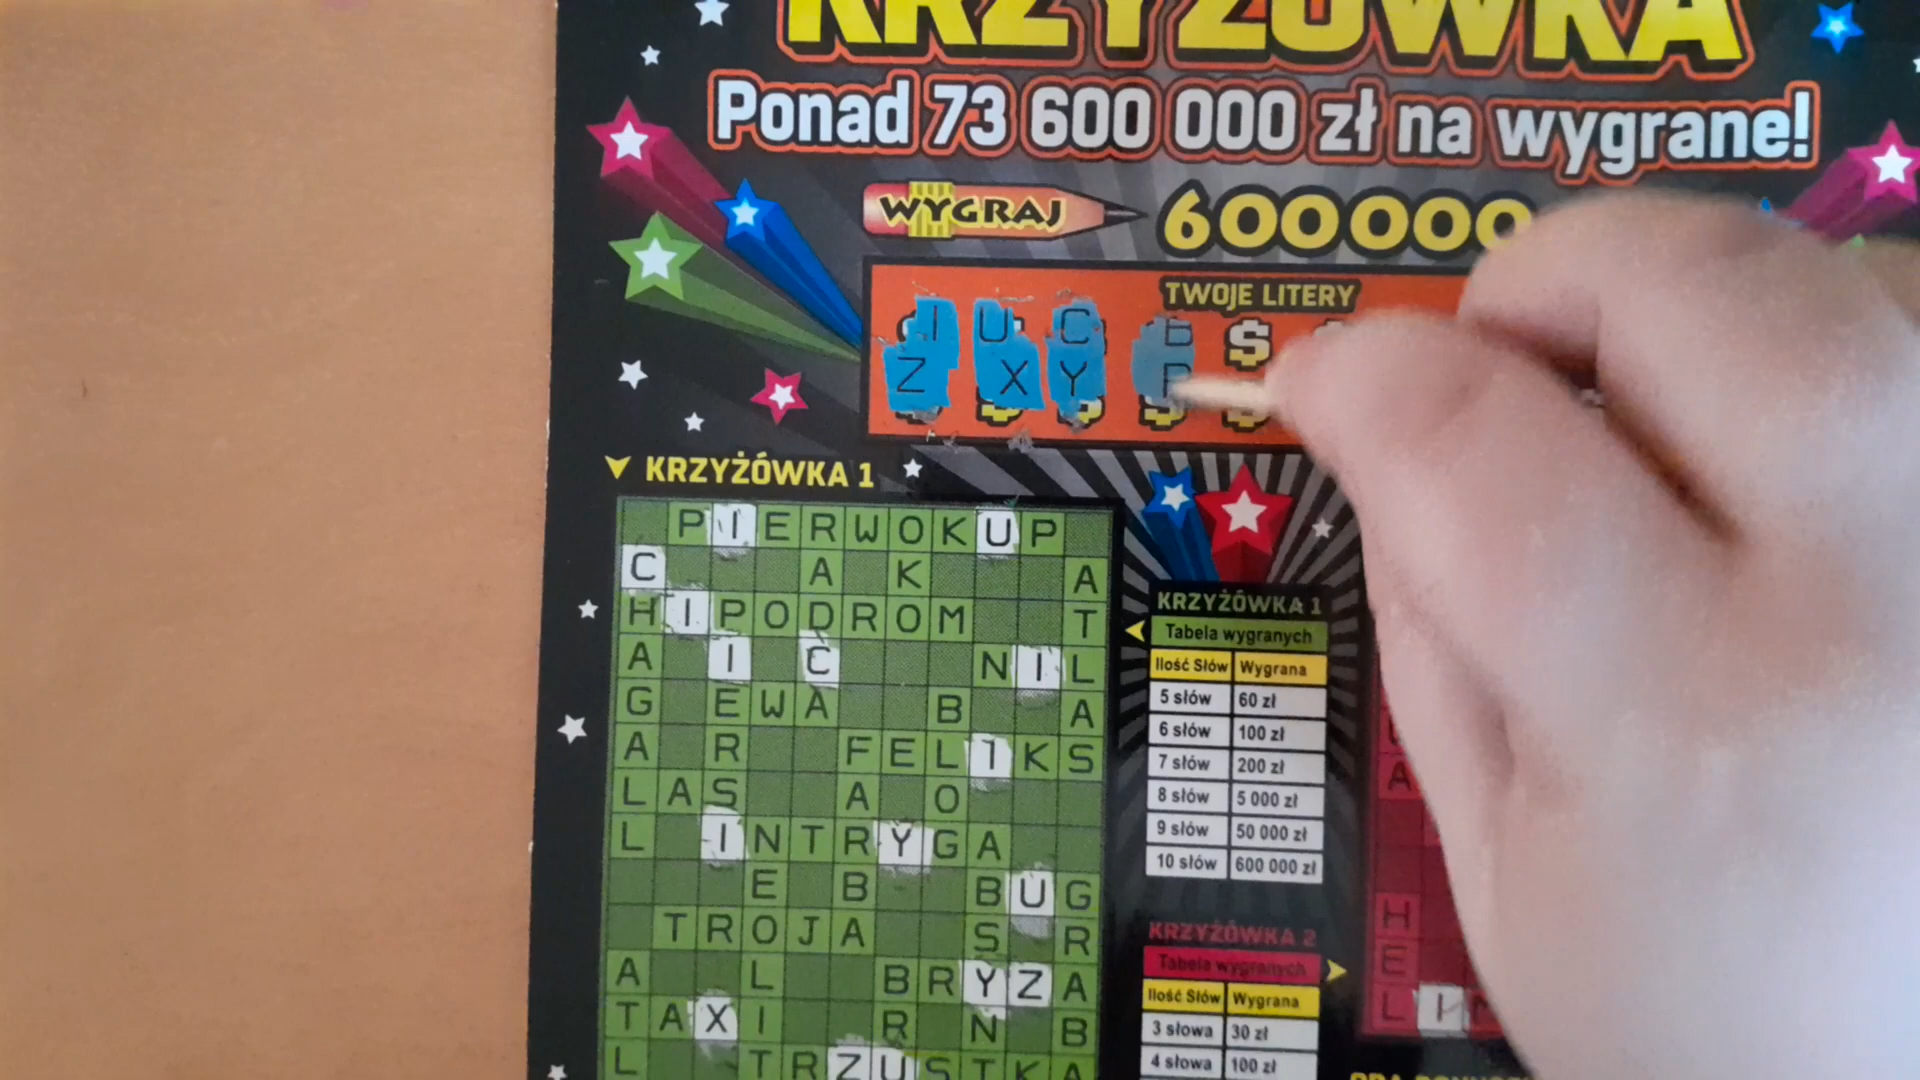 KRZYŻÓWKA
Ponad 73 600 000 zł na wygrane!
WYGRAJ 600000
TWOJE LITERY
I U C
Z X Y P
KRZYŻÓWKA 1
PIERWOKUP
C A K A
HIPODROM T
A I C NIL
G EWA B A
A R FELIKS
LAS A O
L INTRYGA
E B BUG
TROJA S R
A L BRYZA
TAXI R N B
L TRZUSTKA
KRZYŻÓWKA 1
Tabela wygranych
Ilość Słów Wygrana
5 słów 60 zł
6 słów 100 zł
7 słów 200 zł
8 słów 5 000 zł
9 słów 50 000 zł
10 słów 600 000 zł
KRZYŻÓWKA 2
Tabela wygranych
Ilość Słów Wygrana
3 słowa 30 zł
4 słowa 100 zł
A
H
E
L I